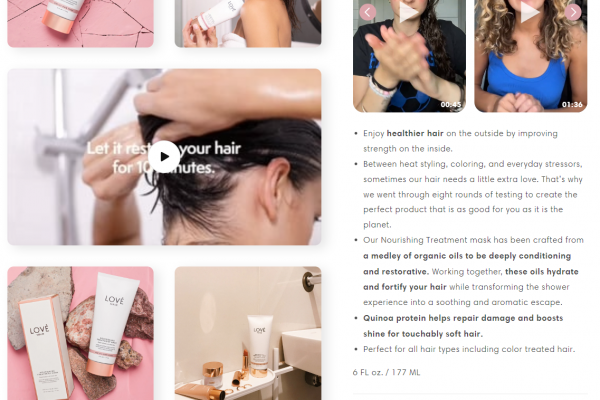 Let it rest your hair
for 10 minutes.
LOVÉ
LOVÉ
LOVÉ
00:45
01:36
• Enjoy healthier hair on the outside by improving
strength on the inside.
• Between heat styling, coloring, and everyday stressors,
sometimes our hair needs a little extra love. That's why
we went through eight rounds of testing to create the
perfect product that is as good for you as it is the
planet.
• Our Nourishing Treatment mask has been crafted from
a medley of organic oils to be deeply conditioning
and restorative. Working together, these oils hydrate
and fortify your hair while transforming the shower
experience into a soothing and aromatic escape.
• Quinoa protein helps repair damage and boosts
shine for touchably soft hair.
• Perfect for all hair types including color treated hair.
6 FL oz. / 177 ML